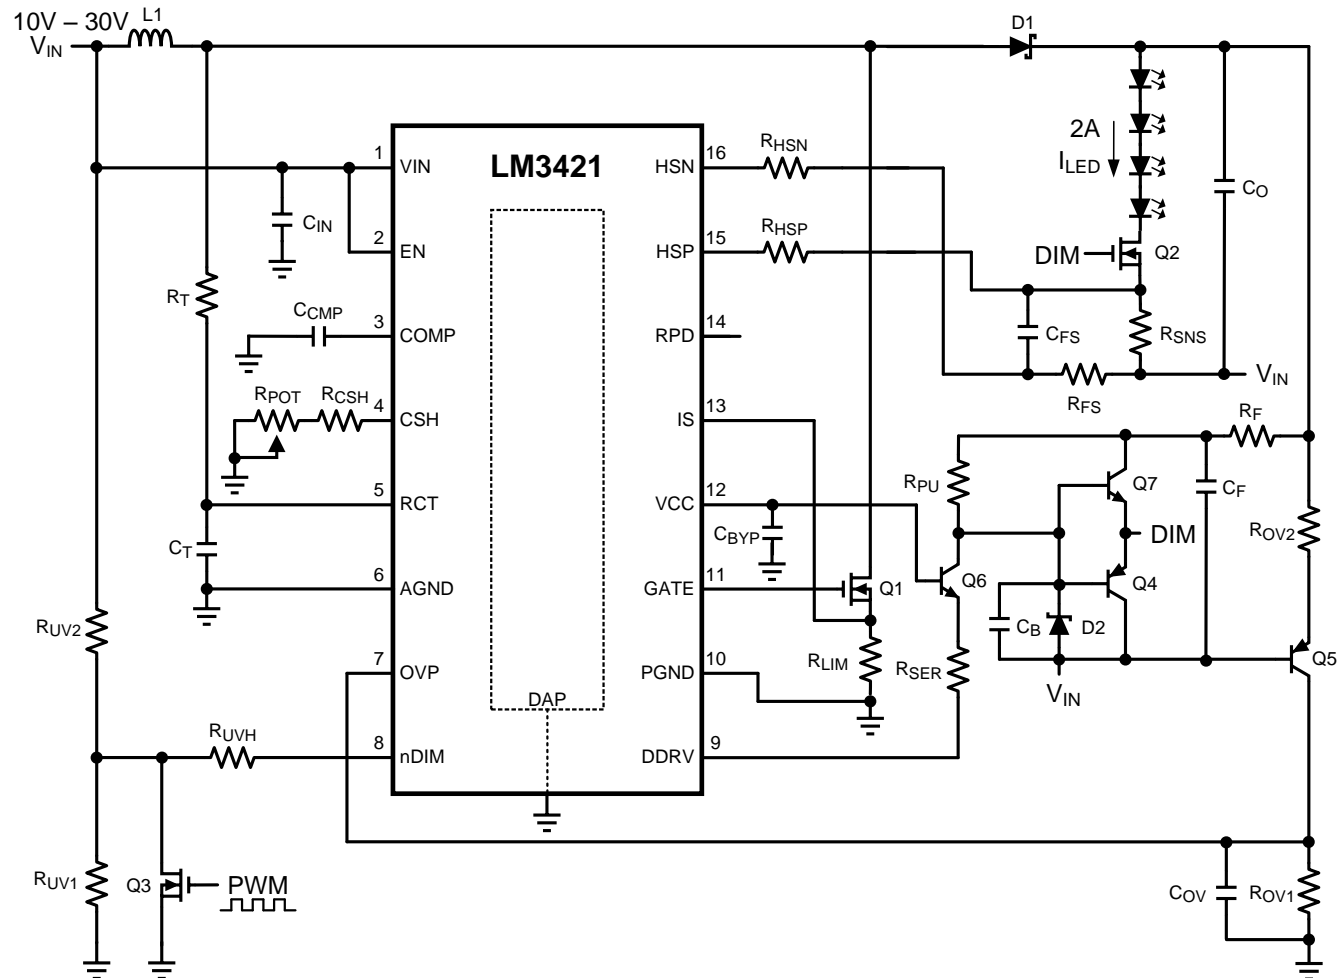 10V – 30V
VIN
L1
D1
LM3421
1
VIN
2
EN
3
COMP
4
CSH
5
RCT
6
AGND
7
OVP
8
nDIM
16
HSN
15
HSP
14
RPD
13
IS
12
VCC
11
GATE
10
PGND
9
DDRV
DAP
CIN
RT
CCMP
RPOT
RCSH
CT
RUV2
RUVH
RUV1
Q3
PWM
RHSN
RHSP
2A
ILED
DIM
Q2
CO
CFS
RSNS
RFS
VIN
RF
RPU
Q7
CF
CBYP
DIM
ROV2
Q1
Q6
Q4
CB
D2
RLIM
RSER
VIN
Q5
COV
ROV1